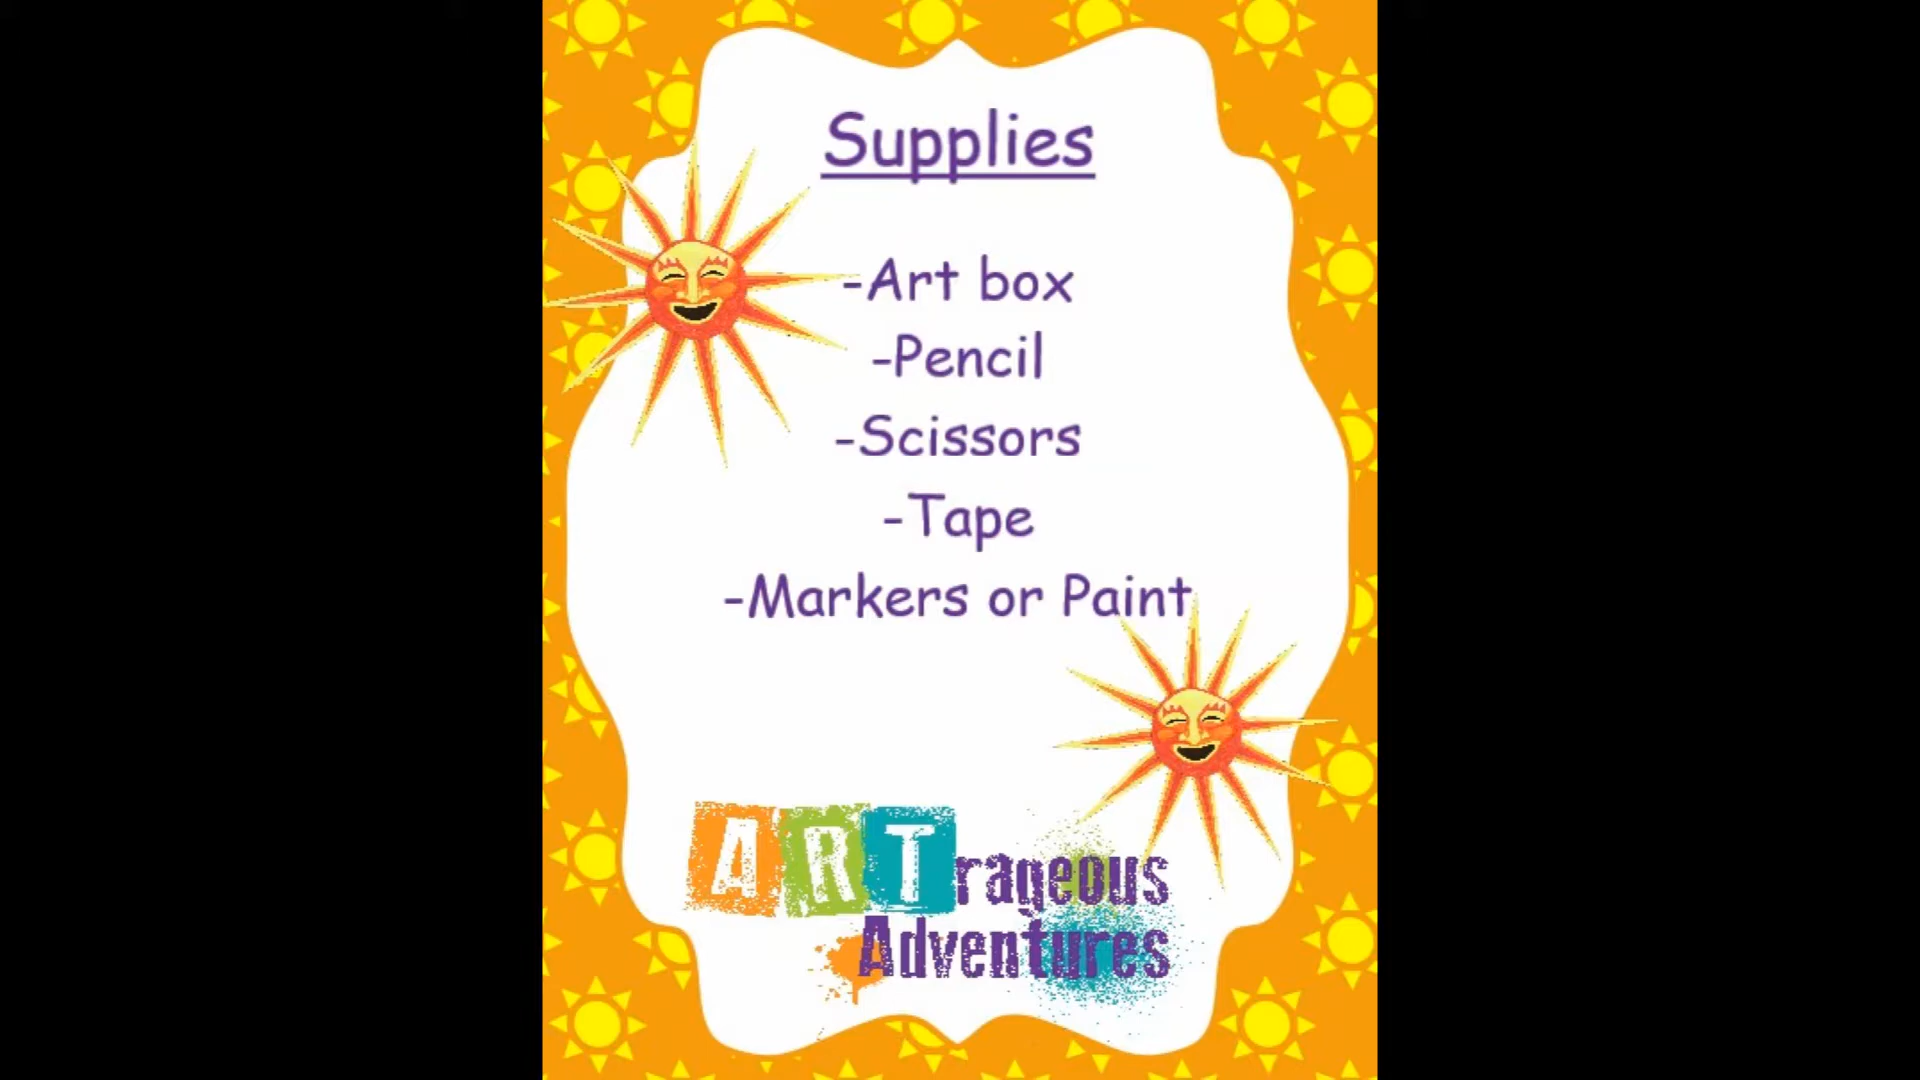 Supplies
-Art box
-Pencil
-Scissors
-Tape
-Markers or Paint
ARTrageous
Adventures